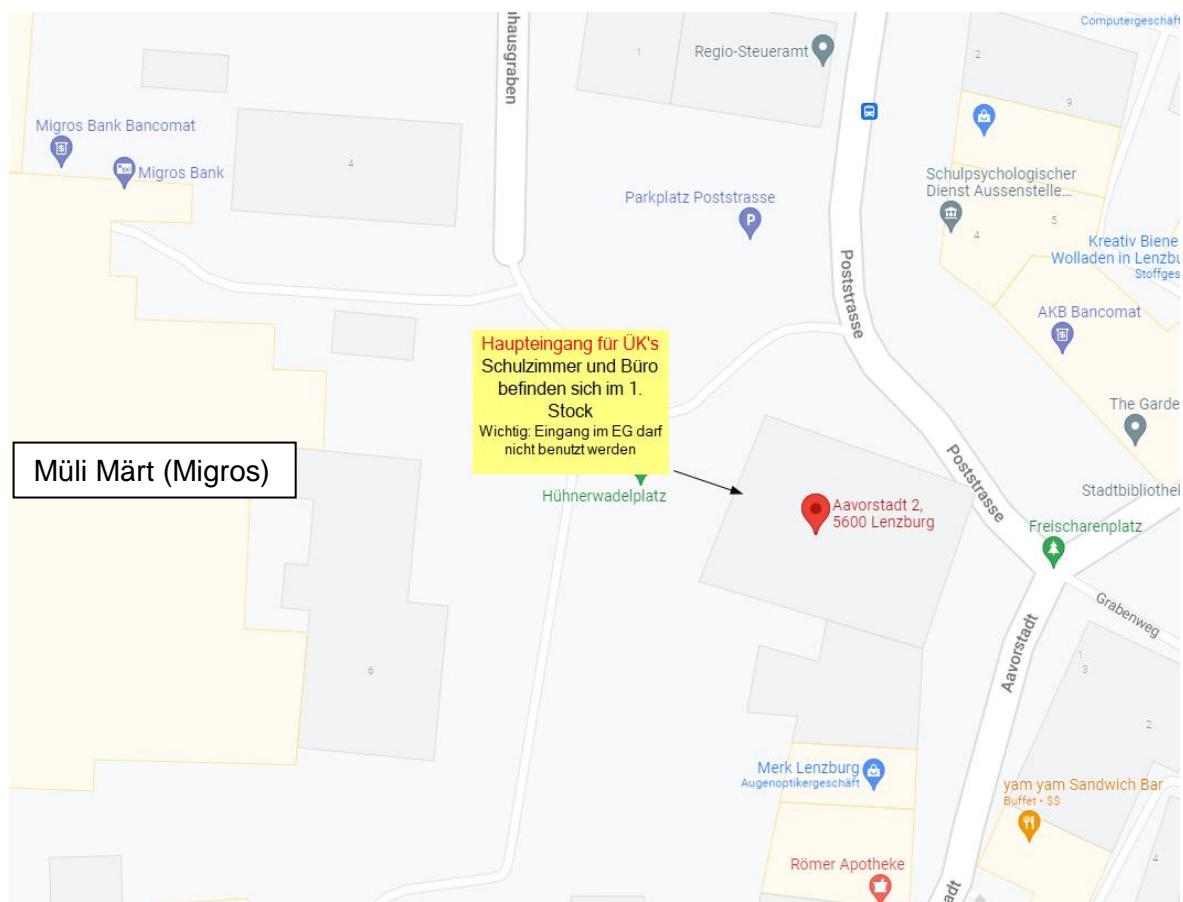 Computergeschäft
nhausgraben
1
Regio-Steueramt
2
9
Migros Bank Bancomat
Migros Bank
4
Schulpsychologischer
Dienst Aussenstelle...
4
5
Parkplatz Poststrasse
P
Kreativ Biene
Wolladen in Lenzbu
Stoffges
Poststrasse
AKB Bancomat
Haupteingang für ÜK's
Schulzimmer und Büro
befinden sich im 1.
Stock
Wichtig: Eingang im EG darf
nicht benutzt werden
The Garde
Müli Märt (Migros)
Hühnerwadelplatz
Poststrasse
Stadtbibliothek
Aavorstadt 2,
5600 Lenzburg
Freischarenplatz
Grabenweg
Aavorstadt
1
3
6
2
Merk Lenzburg
Augenoptikergeschäft
yam yam Sandwich Bar
Buffet · $$
Römer Apotheke
4
adt